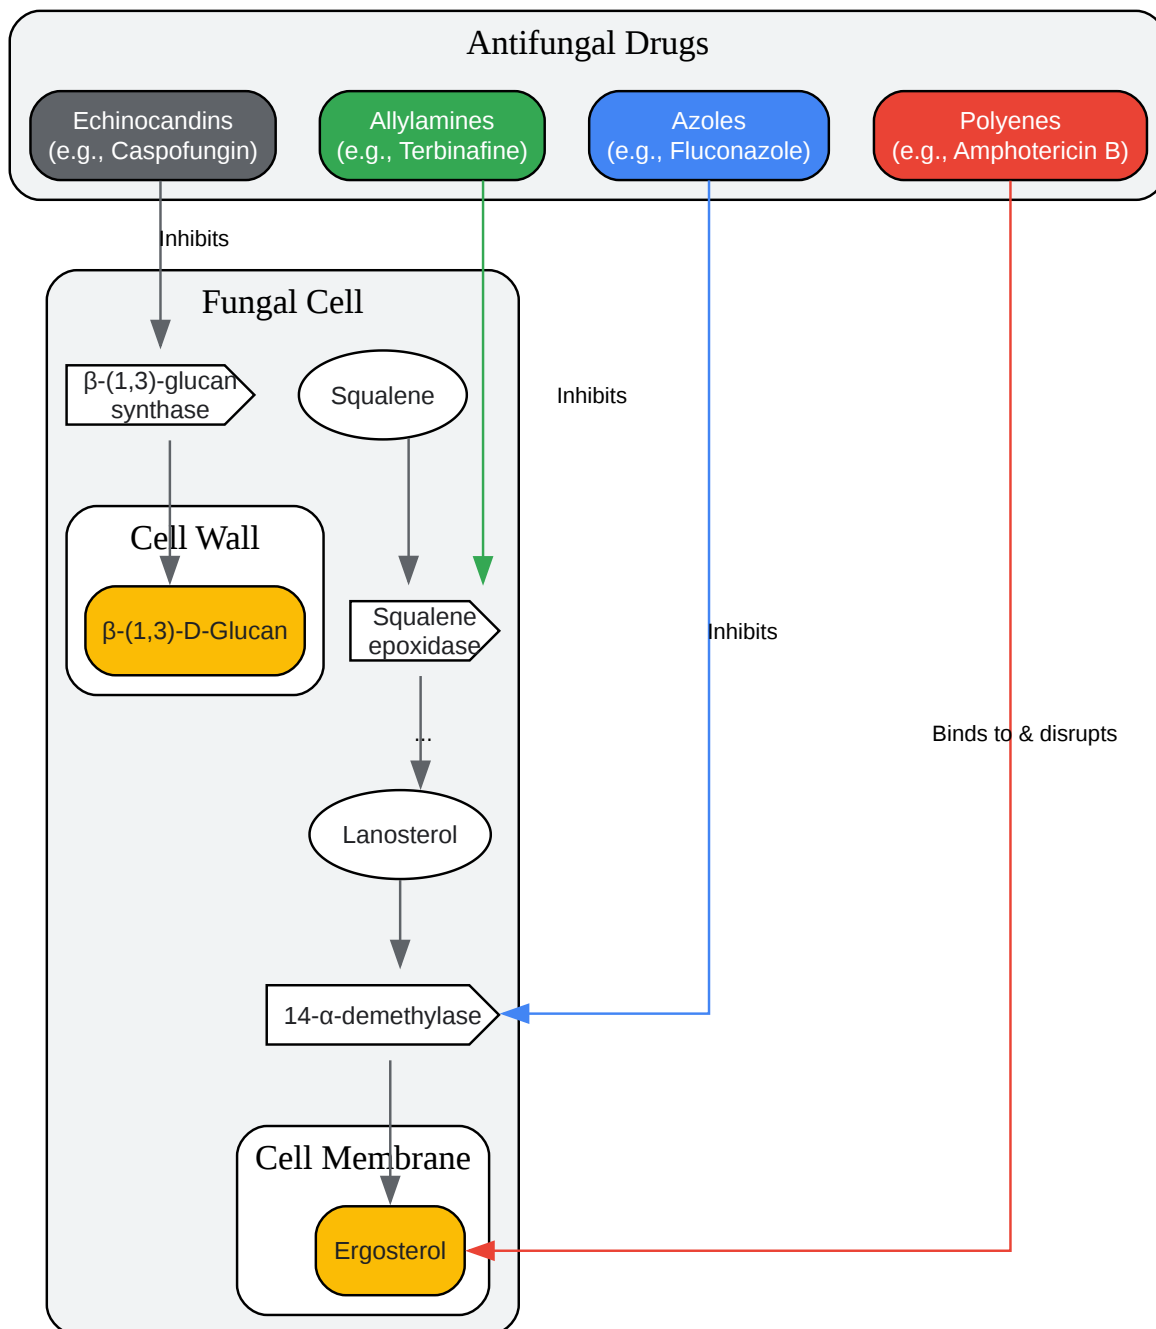 Antifungal Drugs
Echinocandins
(e.g., Caspofungin)
Allylamines
(e.g., Terbinafine)
Azoles
(e.g., Fluconazole)
Polyenes
(e.g., Amphotericin B)
Inhibits
Fungal Cell
β-(1,3)-glucan
synthase
Squalene
Inhibits
Cell Wall
β-(1,3)-D-Glucan
Squalene
epoxidase
Inhibits
...
Binds to & disrupts
Lanosterol
14-α-demethylase
Cell Membrane
Ergosterol